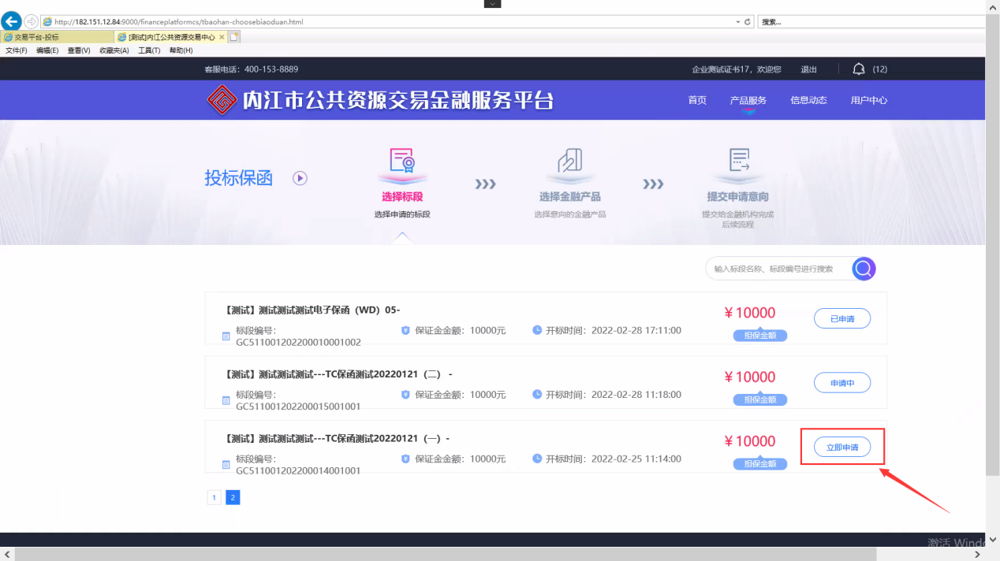 http://182.151.12.84:9000/financeplatformcs/tbaohan-choosebiaoduan.html
搜索...
交易平台-投标
[测试]内江公共资源交易中心
文件(F) 编辑(E) 查看(V) 收藏夹(A) 工具(T) 帮助(H)
客服电话：400-153-8889
企业测试证书17，欢迎您 退出 (12)
内江市公共资源交易金融服务平台
首页 产品服务 信息动态 用户中心
投标保函
选择标段
选择申请的标段
选择金融产品
选择意向的金融产品
提交申请意向
提交给金融机构完成
后续流程
输入标段名称、标段编号进行搜索
【测试】测试测试测试电子保函（WD）05-
标段编号：
GC511001202200010001002
保证金金额：10000元
开标时间：2022-02-28 17:11:00
￥10000
担保金额
已申请
【测试】测试测试测试---TC保函测试20220121（二） -
标段编号：
GC511001202200015001001
保证金金额：10000元
开标时间：2022-02-28 11:18:00
￥10000
担保金额
申请中
【测试】测试测试测试---TC保函测试20220121（一）-
标段编号：
GC511001202200014001001
保证金金额：10000元
开标时间：2022-02-25 11:14:00
￥10000
担保金额
立即申请
1 2
激活 Windo